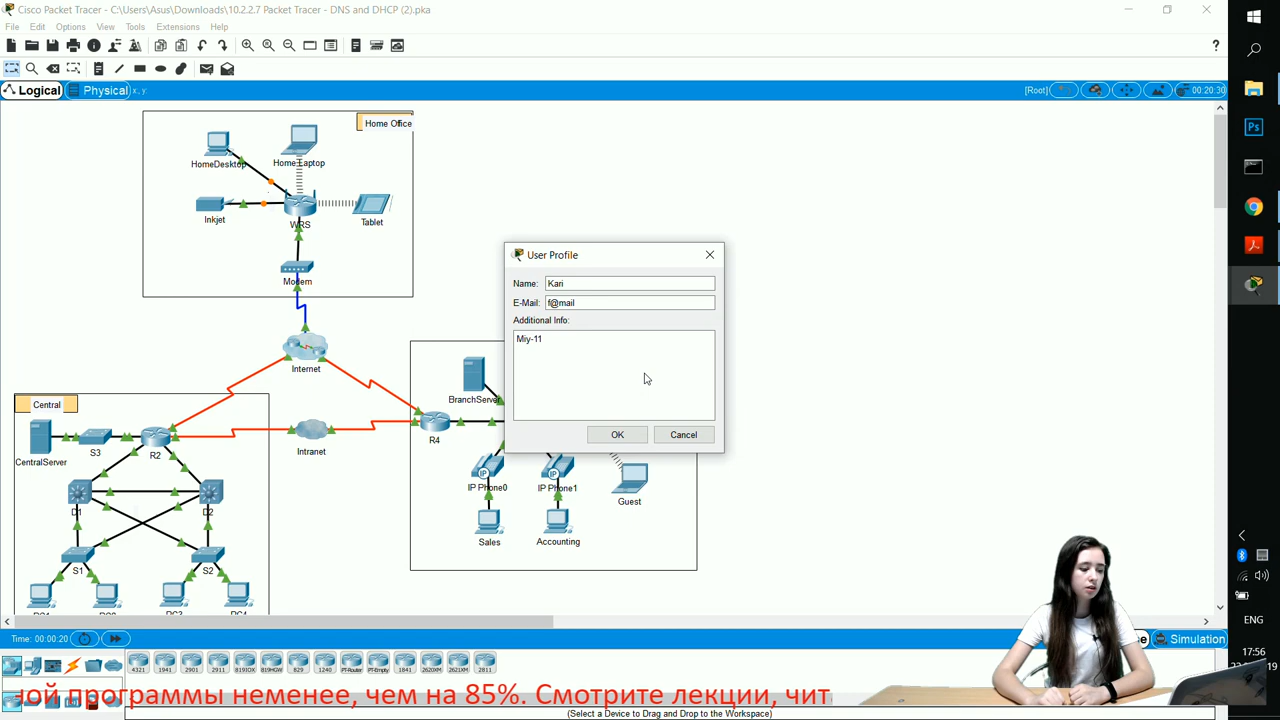 Cisco Packet Tracer - C:\Users\Asus\Downloads\10.2.2.7 Packet Tracer - DNS and DHCP (2).pka
File Edit Options View Tools Extensions Help
?
Logical Physical x, y: [Root] 00:20:30
Home Office
HomeDesktop
Home Laptop
Inkjet
WRS
Tablet
Modem
Internet
Intranet
User Profile
Name: Kari
E-Mail: f@mail
Additional Info:
Miy-11
OK Cancel
BranchServer
R4
IP Phone0
IP Phone1
Guest
Sales
Accounting
Central
CentralServer
S3
R2
D1
D2
S1
S2
PC3
PC4
Time: 00:00:20
Simulation
4321 1941 2901 2911 819IOX 819HGW 829 1240 PT-Router PT-Empty 1841 2620XM 2621XM 2811
ной программы неменее, чем на 85%. Смотрите лекции, чит
(Select a Device to Drag and Drop to the Workspace)
Ps
ENG
17:56